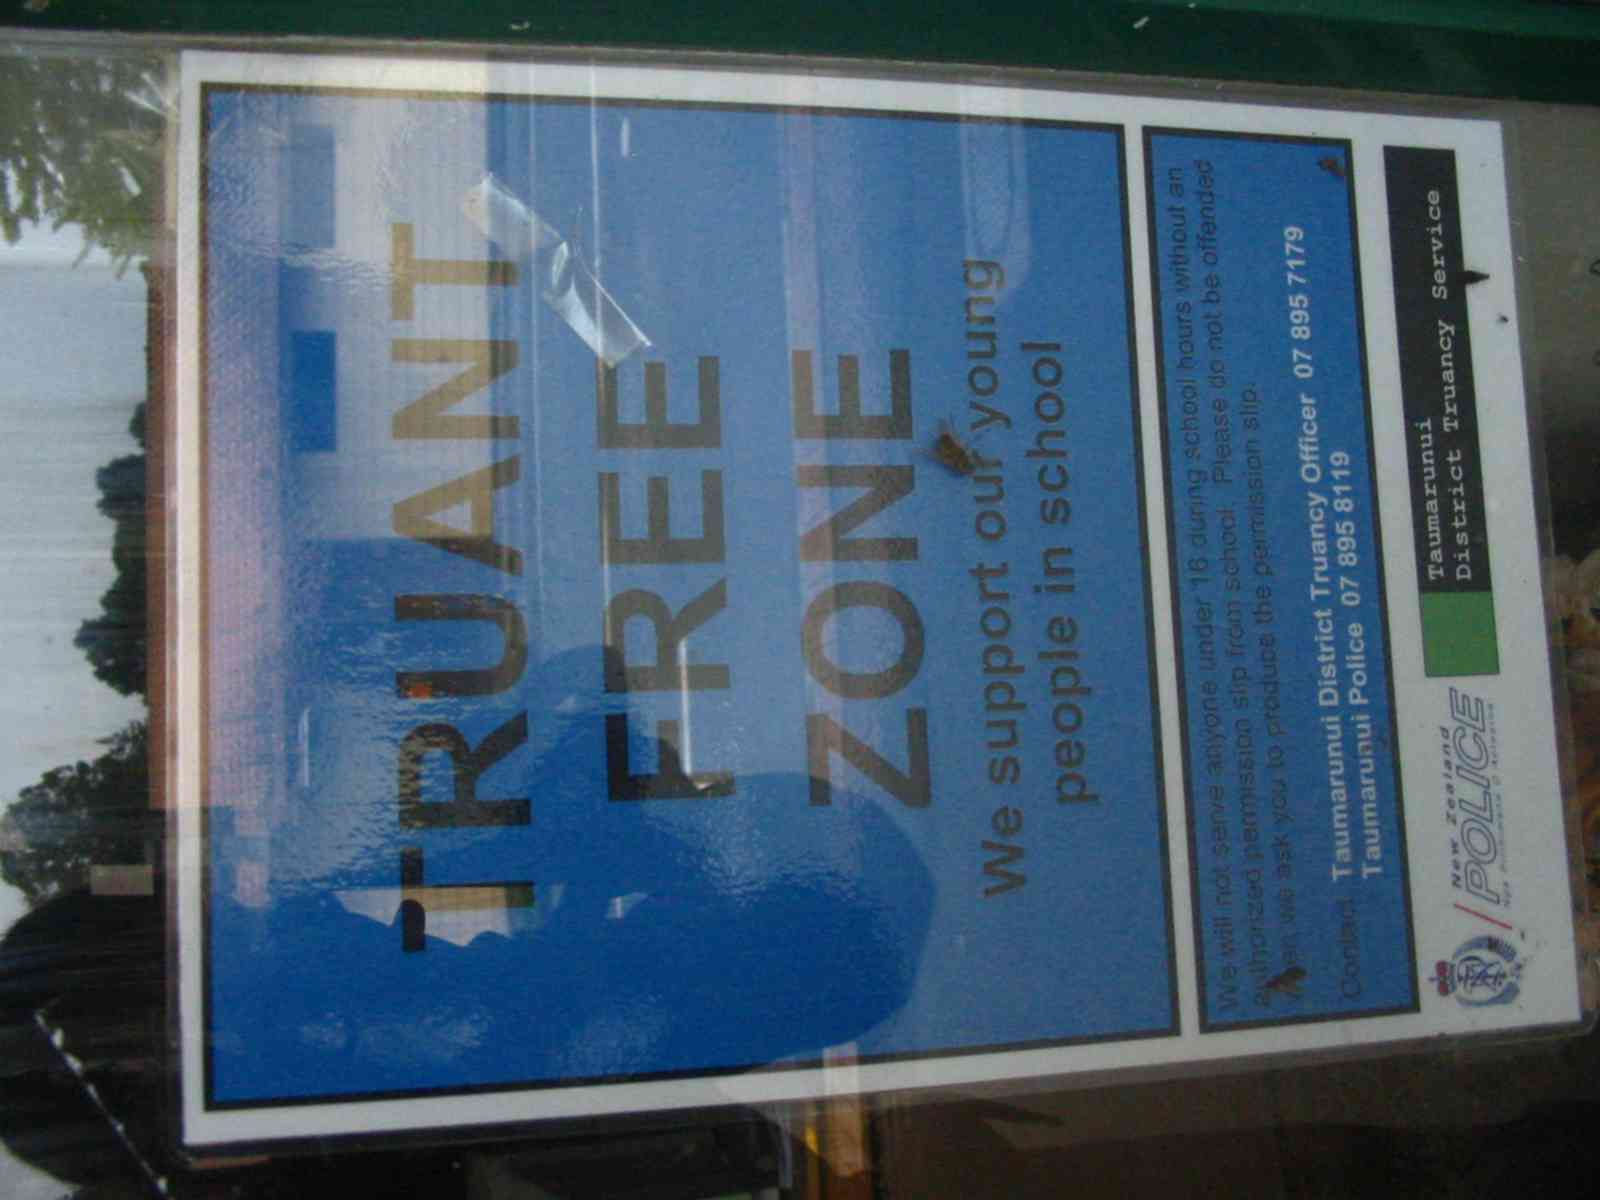 TRUANT
FREE
ZONE
We support our young
people in school
We will not serve anyone under 16 during school hours without an
authorized permission slip from school. Please do not be offended
when we ask you to produce the permission slip.
Contact Taumarunui District Truancy Officer 07 895 7179
Taumarunui Police 07 895 8119
New Zealand
POLICE
Taumarunui
District Truancy Service